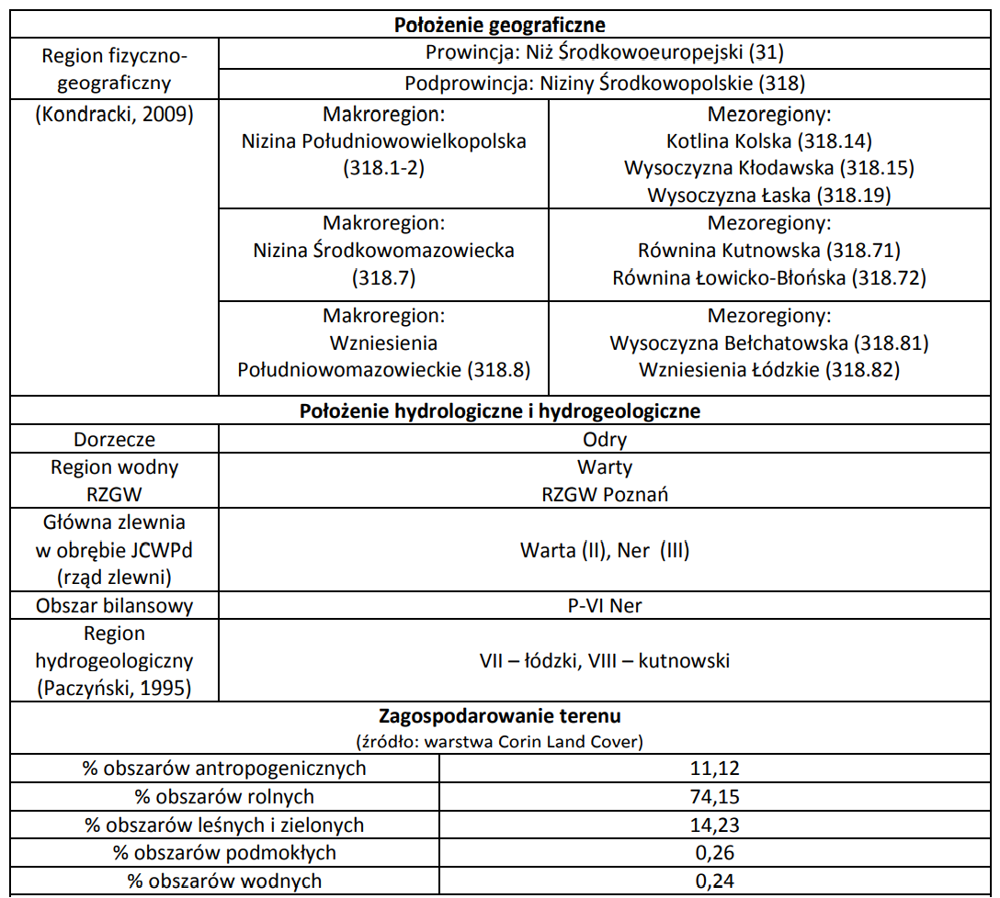 Położenie geograficzne
Region fizyczno-
geograficzny
(Kondracki, 2009)
Prowincja: Niż Środkowoeuropejski (31)
Podprowincja: Niziny Środkowopolskie (318)
Makroregion:
Nizina Południowowielkopolska
(318.1-2)
Mezoregiony:
Kotlina Kolska (318.14)
Wysoczyzna Kłodawska (318.15)
Wysoczyzna Łaska (318.19)
Makroregion:
Nizina Środkowomazowiecka
(318.7)
Mezoregiony:
Równina Kutnowska (318.71)
Równina Łowicko-Błońska (318.72)
Makroregion:
Wzniesienia
Południowomazowieckie (318.8)
Mezoregiony:
Wysoczyzna Bełchatowska (318.81)
Wzniesienia Łódzkie (318.82)
Położenie hydrologiczne i hydrogeologiczne
Dorzecze
Odry
Region wodny
RZGW
Warty
RZGW Poznań
Główna zlewnia
w obrębie JCWPd
(rząd zlewni)
Warta (II), Ner (III)
Obszar bilansowy
P-VI Ner
Region
hydrogeologiczny
(Paczyński, 1995)
VII – łódzki, VIII – kutnowski
Zagospodarowanie terenu
(źródło: warstwa Corin Land Cover)
% obszarów antropogenicznych
11,12
% obszarów rolnych
74,15
% obszarów leśnych i zielonych
14,23
% obszarów podmokłych
0,26
% obszarów wodnych
0,24